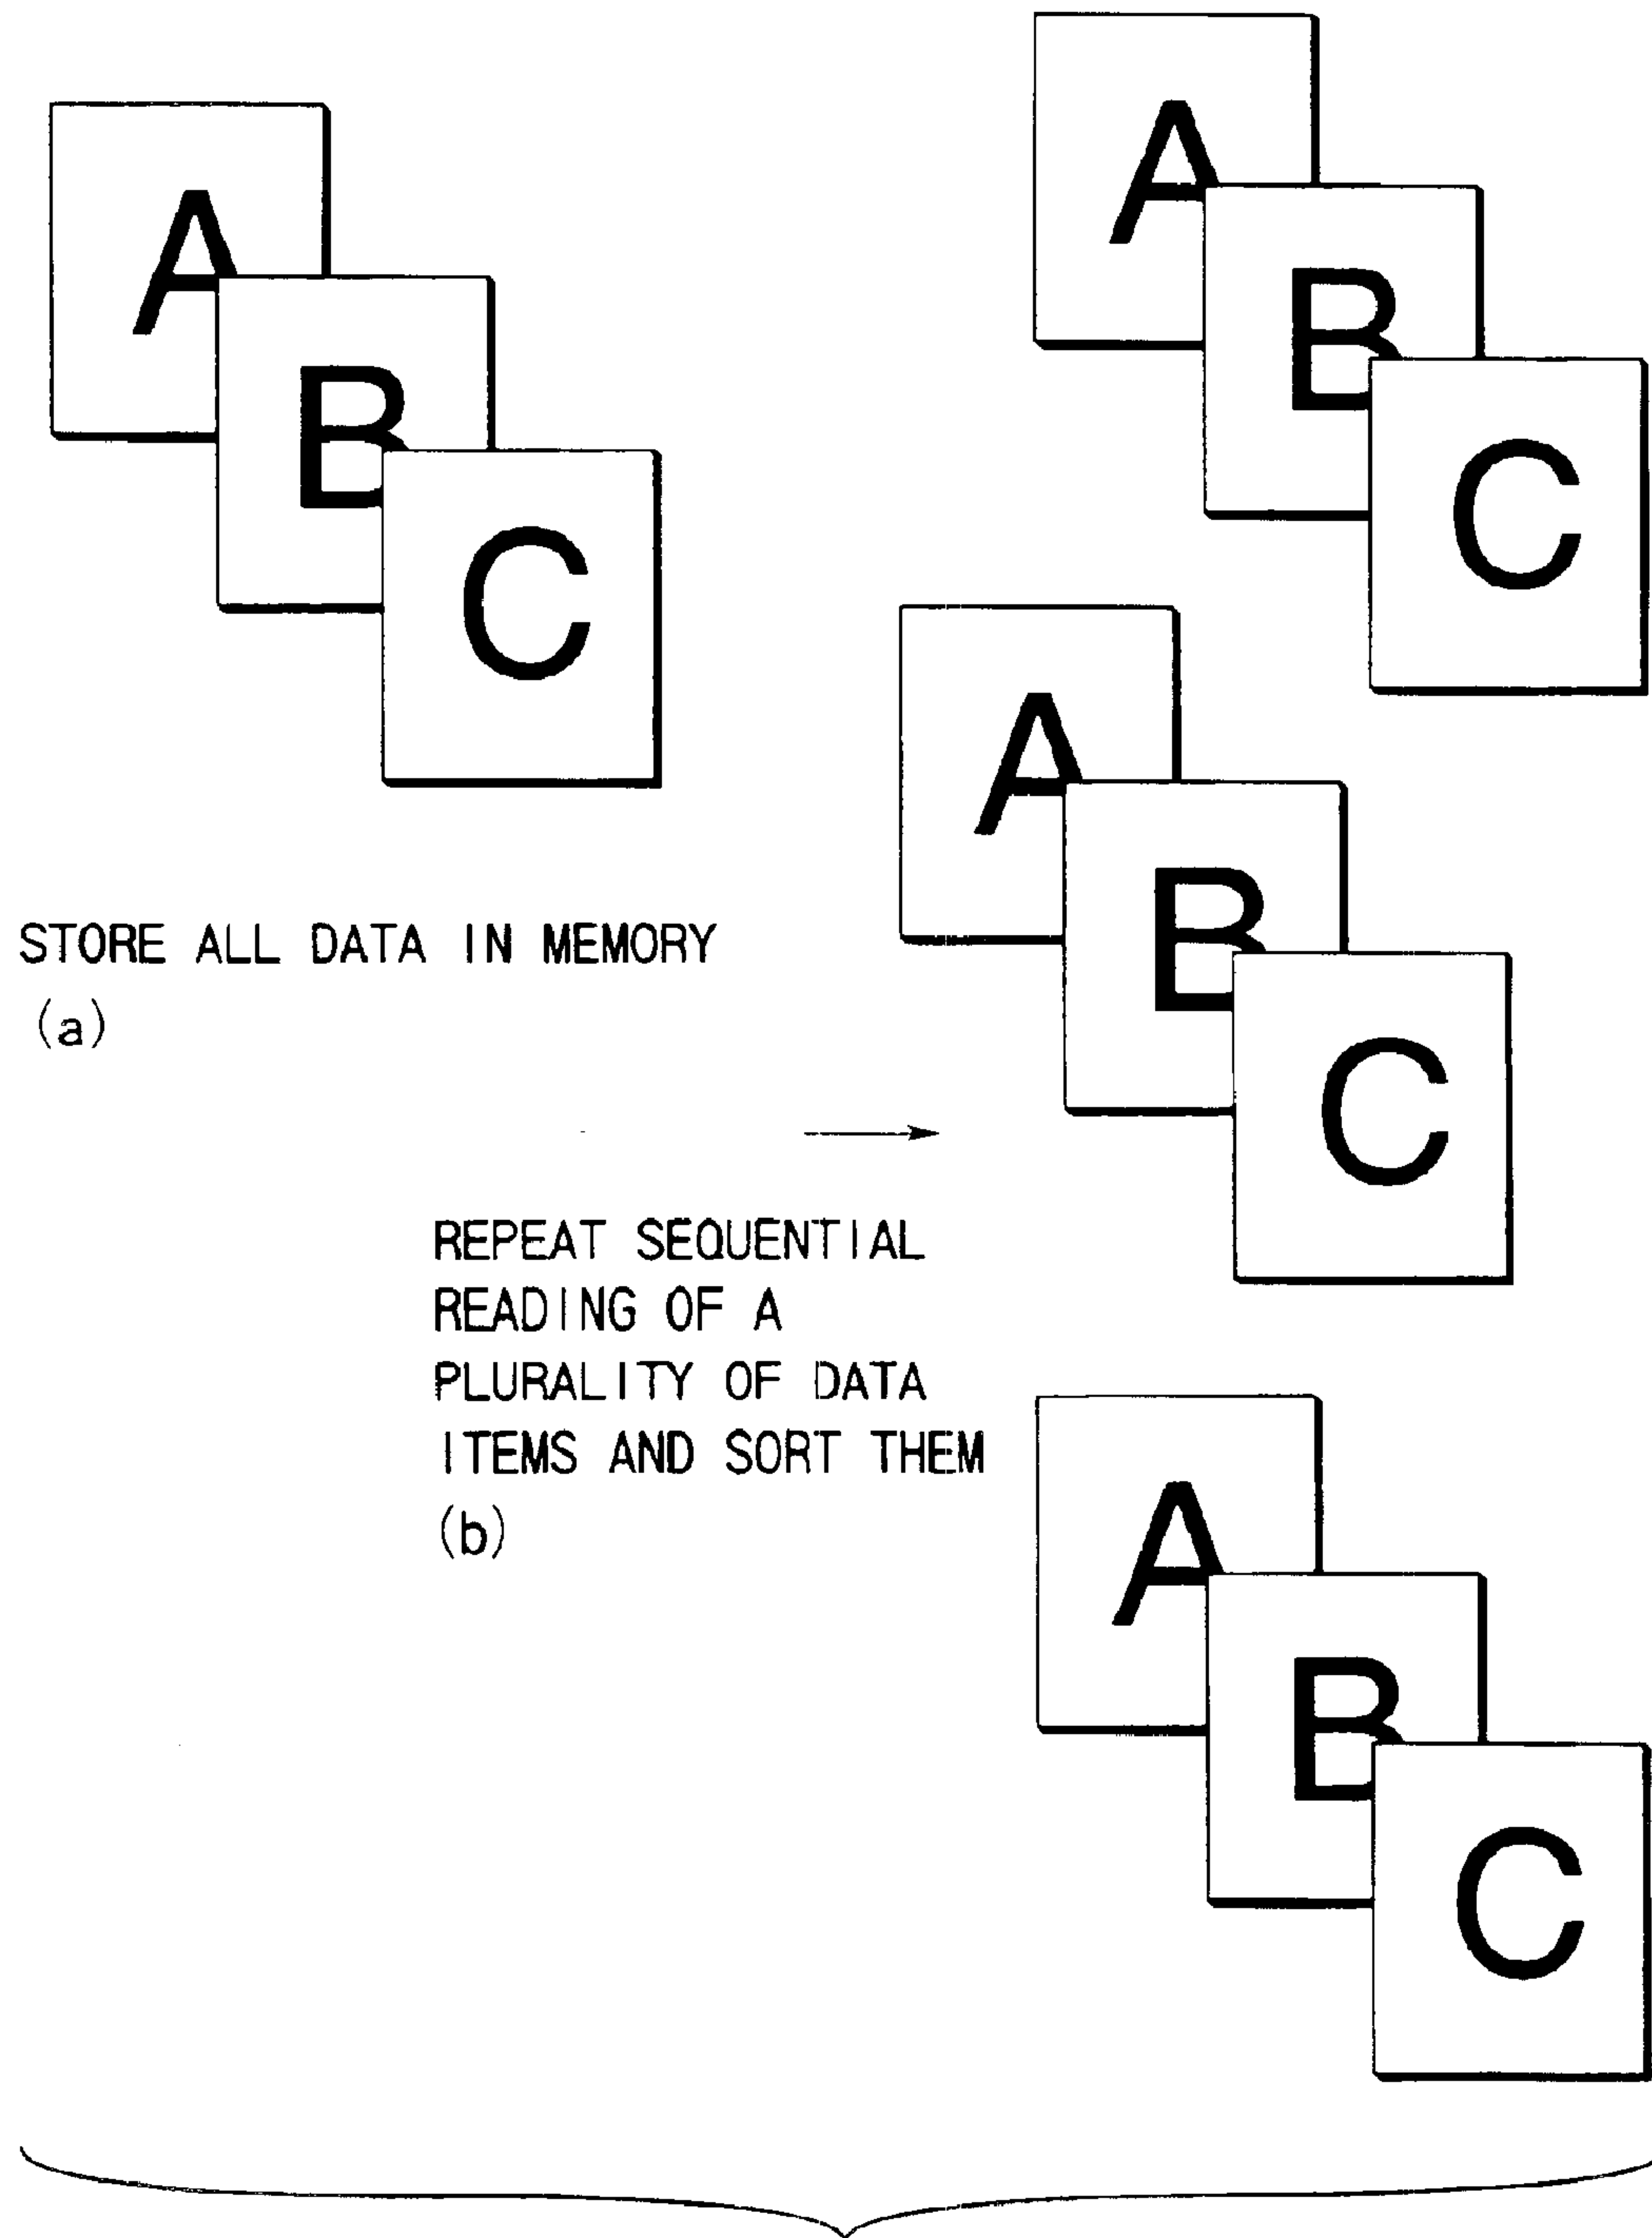 A
B
C
STORE ALL DATA IN MEMORY
(a)
A
B
C
A
B
C
REPEAT SEQUENTIAL
READING OF A
PLURALITY OF DATA
ITEMS AND SORT THEM
(b)
A
B
C